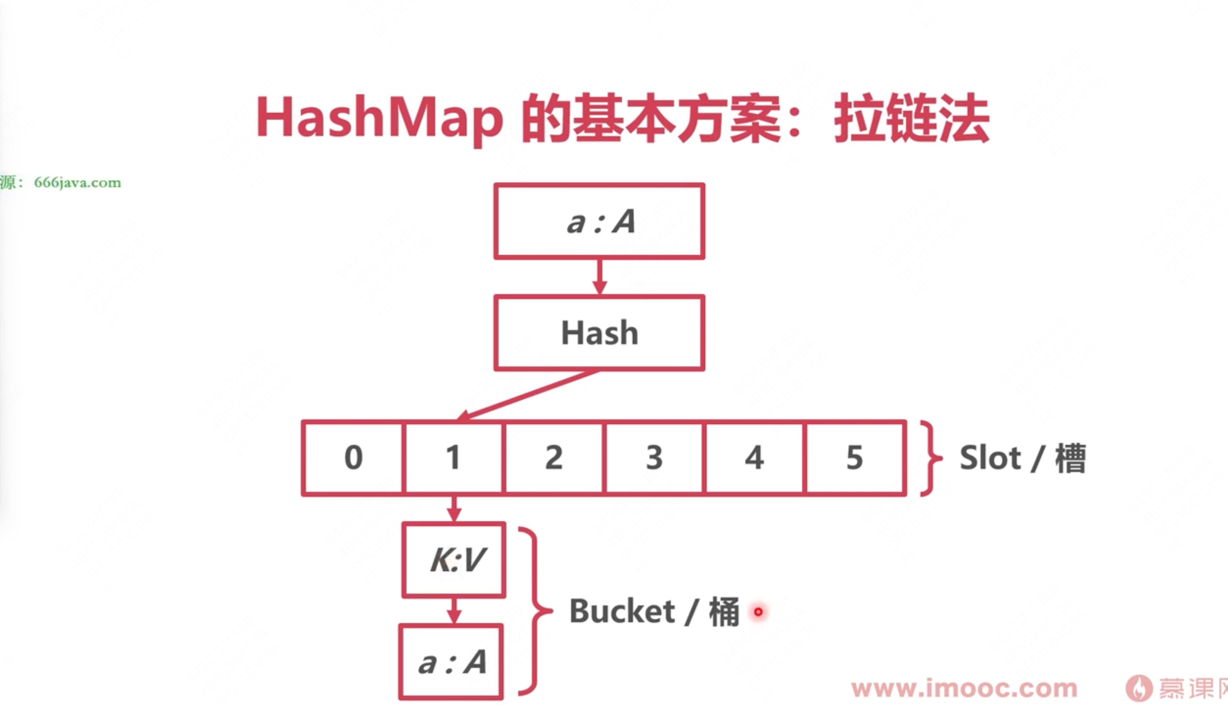 HashMap 的基本方案：拉链法
源：666java.com
a : A
Hash
0 1 2 3 4 5
Slot / 槽
K:V
Bucket / 桶
a : A
www.imooc.com
慕课网